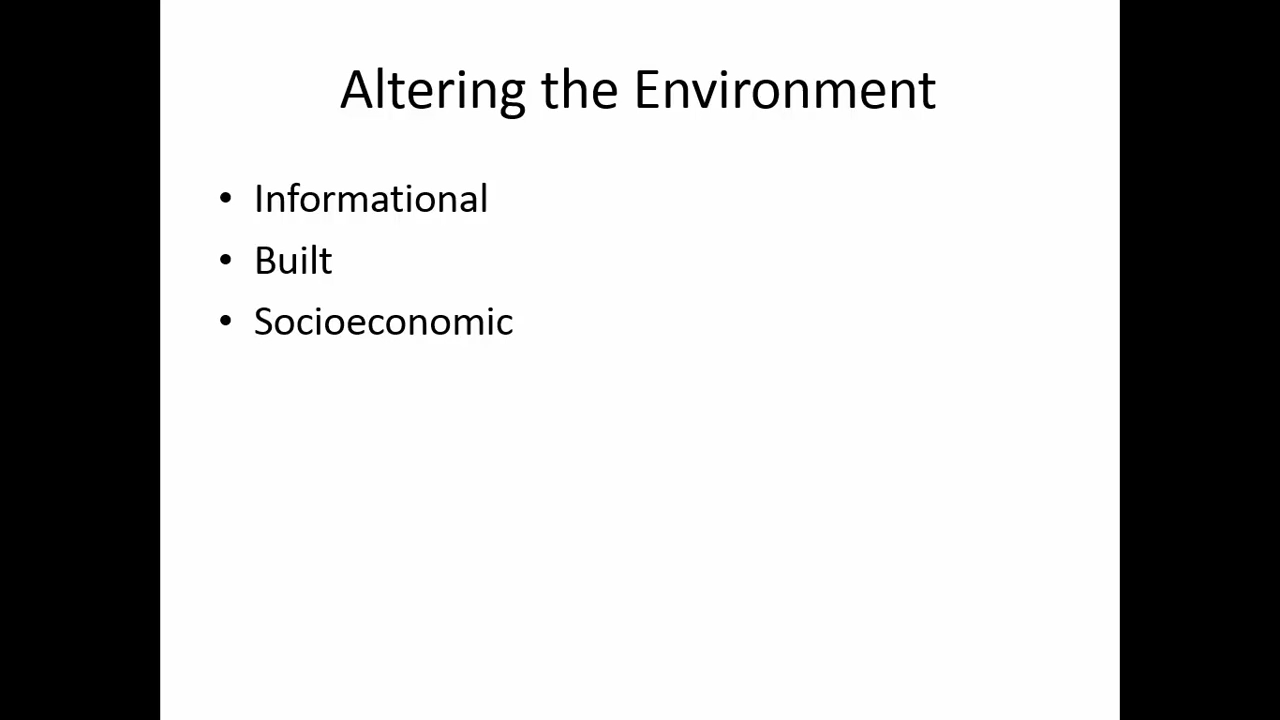 Altering the Environment
• Informational
• Built
• Socioeconomic